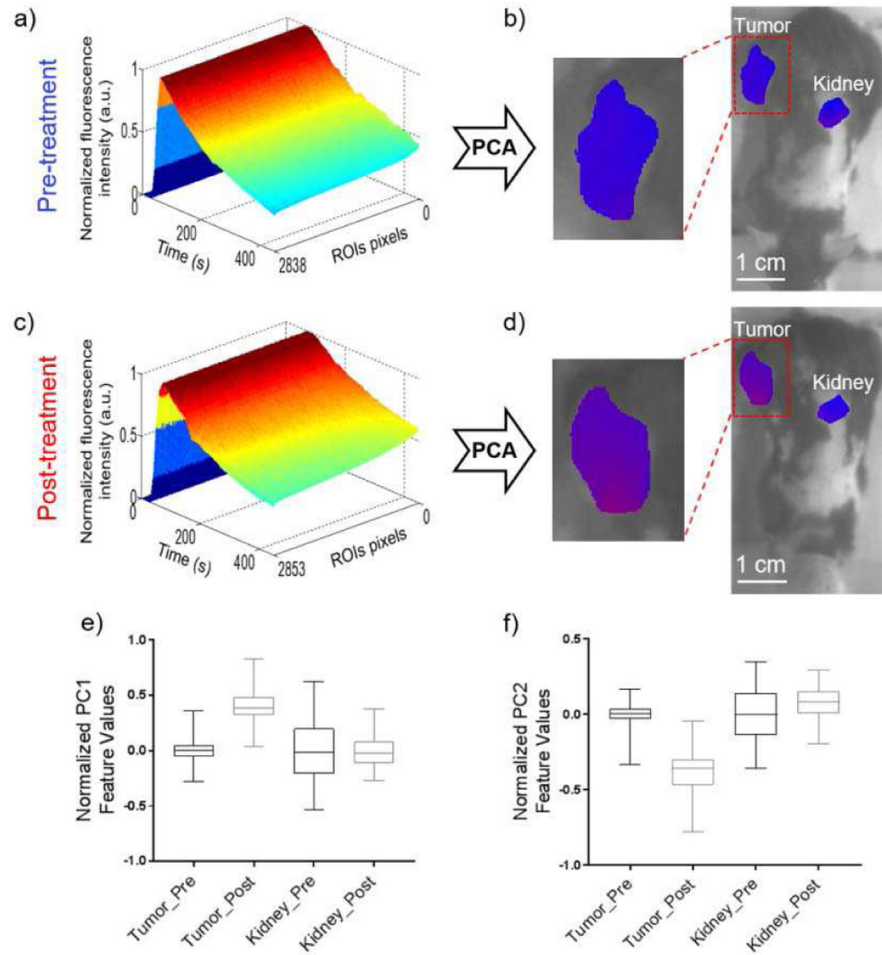 a)
Pre-treatment
Normalized fluorescence
intensity (a.u.)
1
0.5
0
0
200
400
Time (s)
2838
ROIs pixels
0
PCA
b)
Tumor
Kidney
1 cm
c)
Post-treatment
Normalized fluorescence
intensity (a.u.)
1
0.5
0
0
200
400
Time (s)
2853
ROIs pixels
0
PCA
d)
Tumor
Kidney
1 cm
e)
Normalized PC1
Feature Values
1.0
0.5
0.0
-0.5
-1.0
Tumor_Pre
Tumor_Post
Kidney_Pre
Kidney_Post
f)
Normalized PC2
Feature Values
0.5
0.0
-0.5
-1.0
Tumor_Pre
Tumor_Post
Kidney_Pre
Kidney_Post